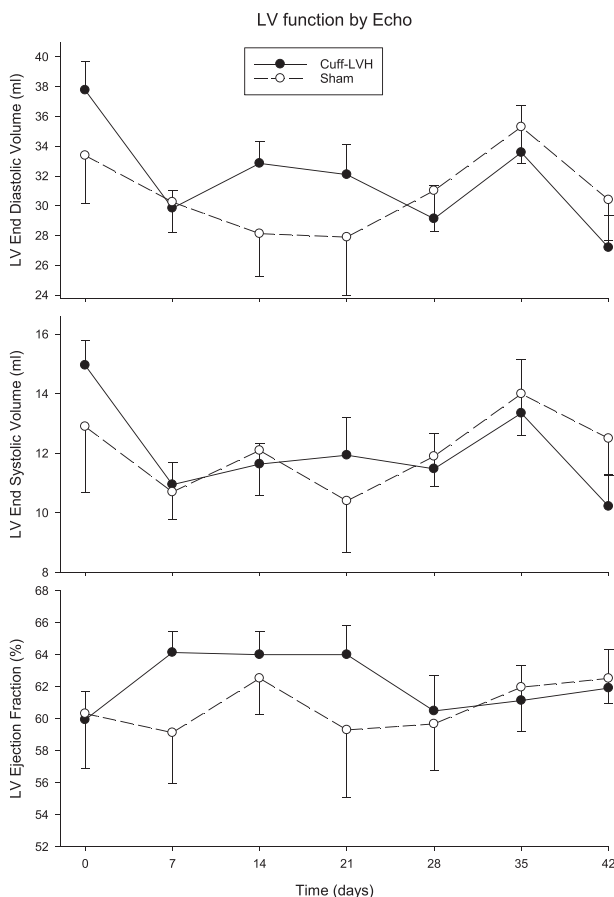 LV function by Echo
Cuff-LVH
Sham
LV End Diastolic Volume (ml)
40
38
36
34
32
30
28
26
24
LV End Systolic Volume (ml)
16
14
12
10
8
LV Ejection Fraction (%)
68
66
64
62
60
58
56
54
52
0 7 14 21 28 35 42
Time (days)